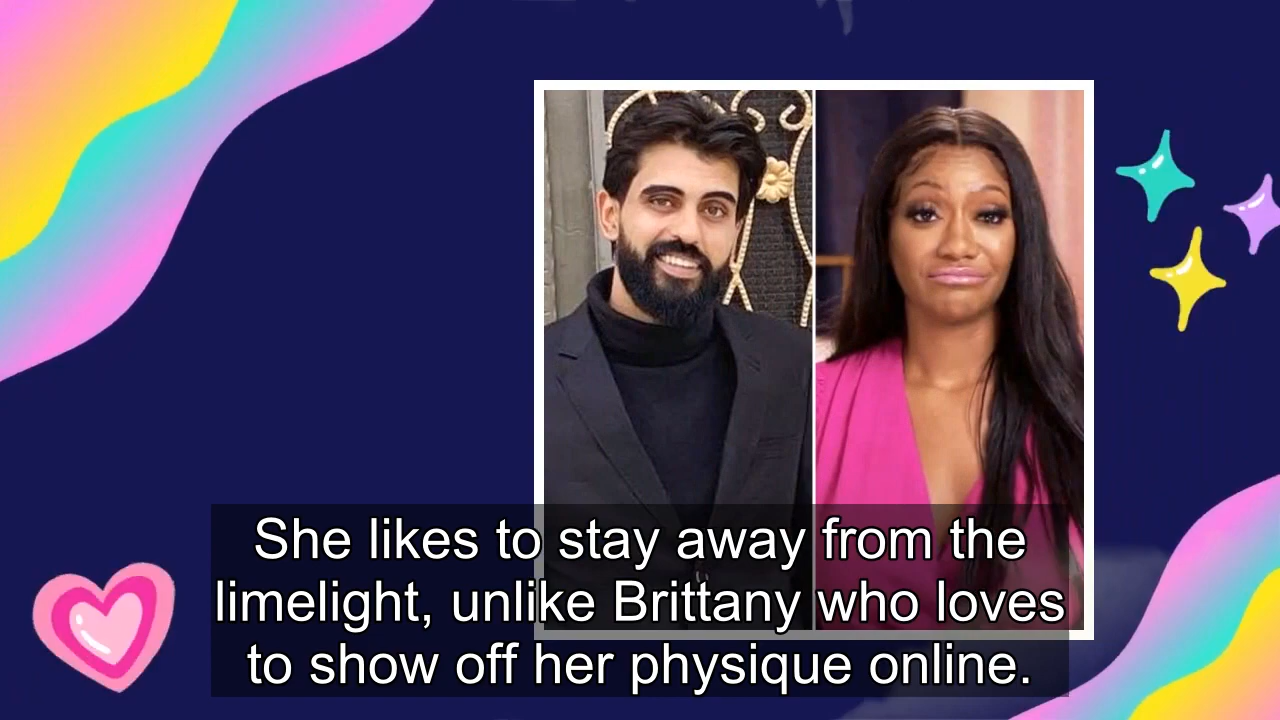 She likes to stay away from the
limelight, unlike Brittany who loves
to show off her physique online.